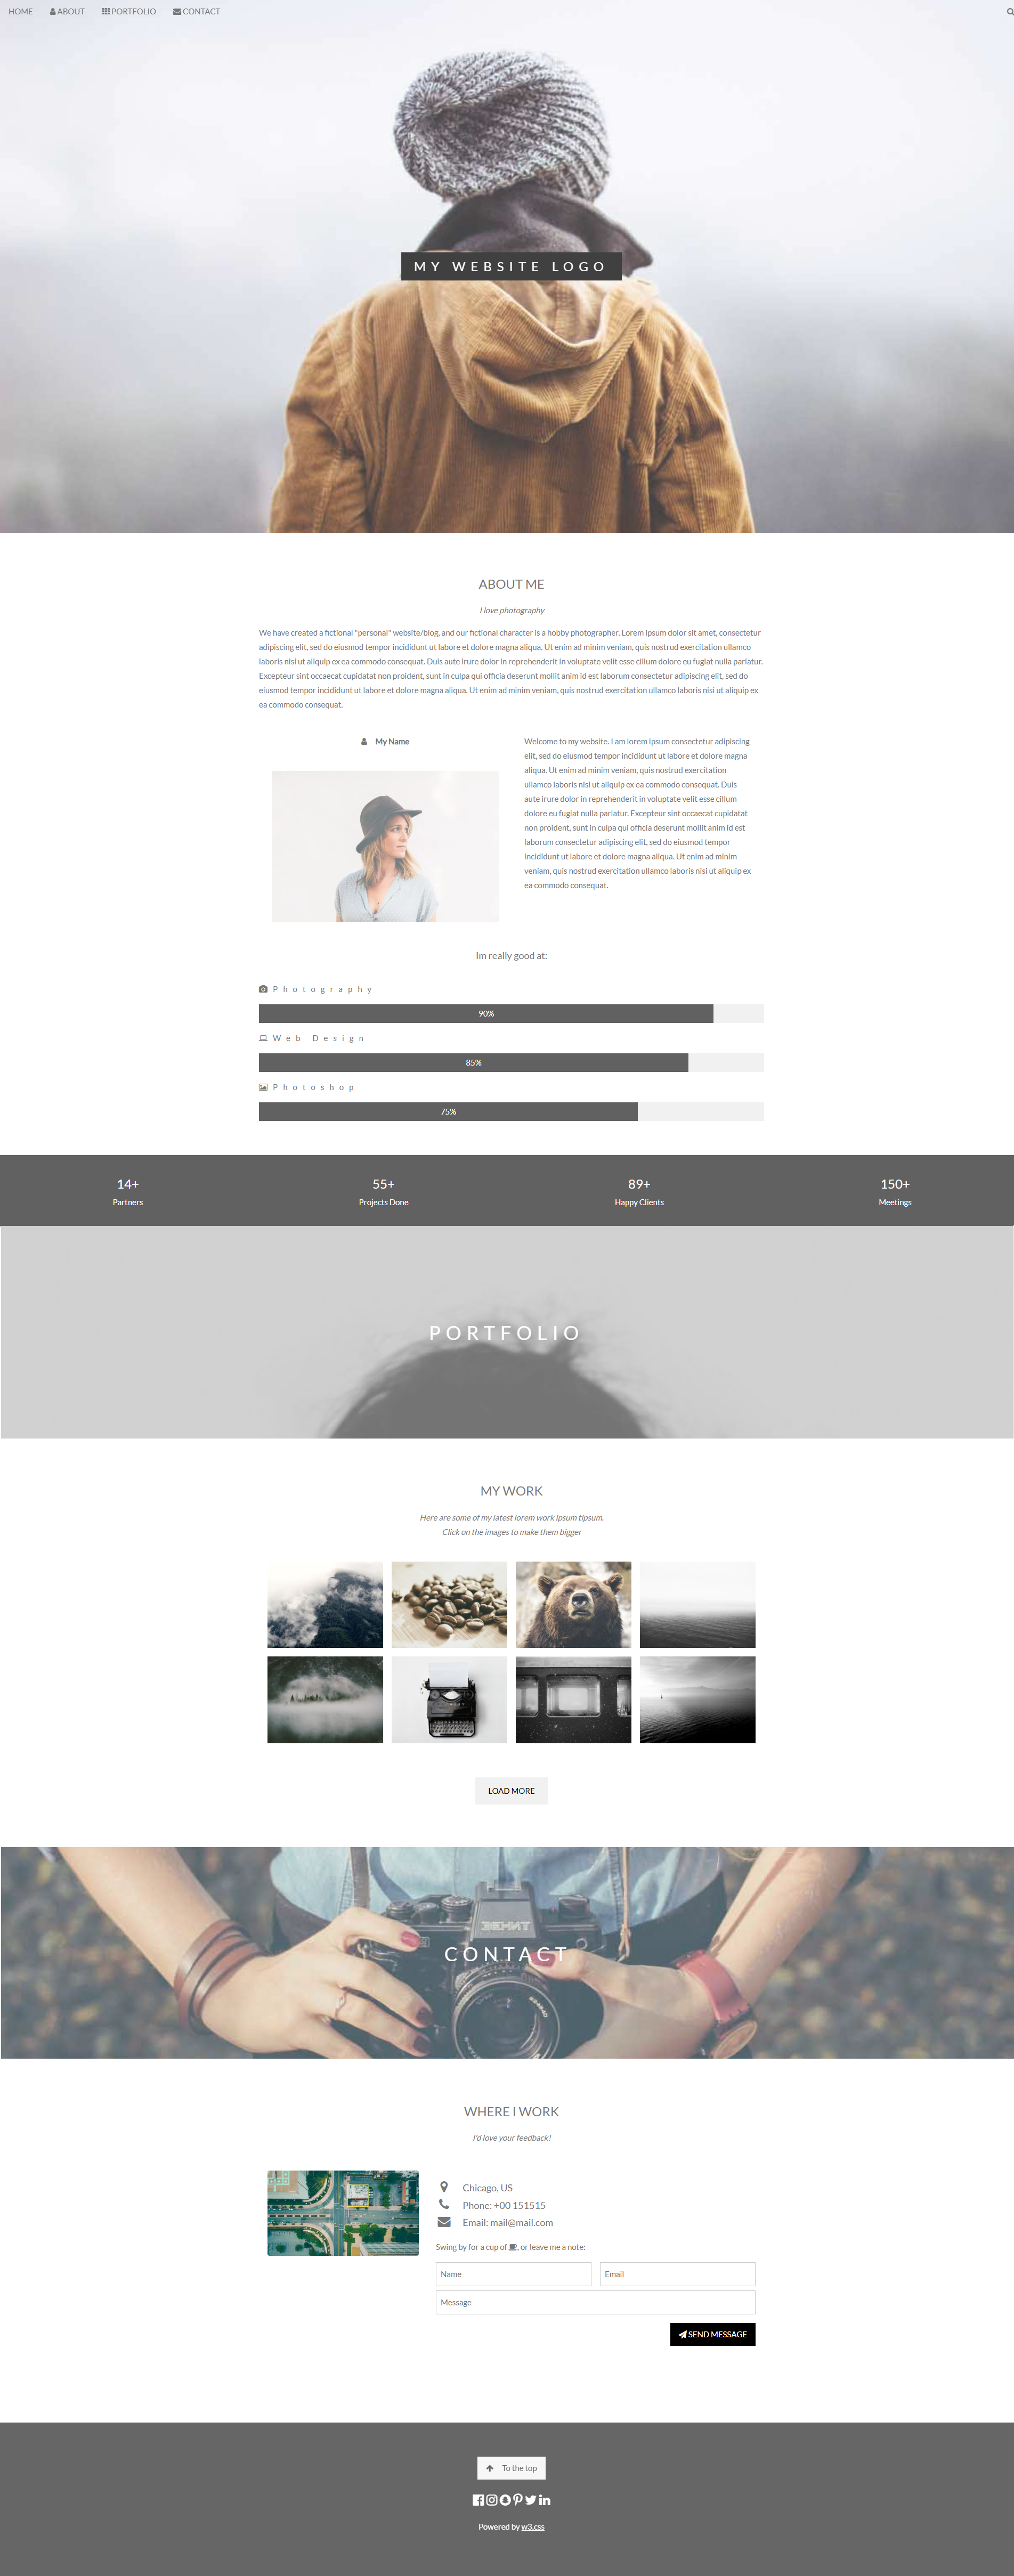 HOME ABOUT PORTFOLIO CONTACT
MY WEBSITE LOGO
ABOUT ME
I love photography
We have created a fictional "personal" website/blog, and our fictional character is a hobby photographer. Lorem ipsum dolor sit amet, consectetur
adipiscing elit, sed do eiusmod tempor incididunt ut labore et dolore magna aliqua. Ut enim ad minim veniam, quis nostrud exercitation ullamco
laboris nisi ut aliquip ex ea commodo consequat. Duis aute irure dolor in reprehenderit in voluptate velit esse cillum dolore eu fugiat nulla pariatur.
Excepteur sint occaecat cupidatat non proident, sunt in culpa qui officia deserunt mollit anim id est laborum consectetur adipiscing elit, sed do
eiusmod tempor incididunt ut labore et dolore magna aliqua. Ut enim ad minim veniam, quis nostrud exercitation ullamco laboris nisi ut aliquip ex
ea commodo consequat.
My Name
Welcome to my website. I am lorem ipsum consectetur adipiscing
elit, sed do eiusmod tempor incididunt ut labore et dolore magna
aliqua. Ut enim ad minim veniam, quis nostrud exercitation
ullamco laboris nisi ut aliquip ex ea commodo consequat. Duis
aute irure dolor in reprehenderit in voluptate velit esse cillum
dolore eu fugiat nulla pariatur. Excepteur sint occaecat cupidatat
non proident, sunt in culpa qui officia deserunt mollit anim id est
laborum consectetur adipiscing elit, sed do eiusmod tempor
incididunt ut labore et dolore magna aliqua. Ut enim ad minim
veniam, quis nostrud exercitation ullamco laboris nisi ut aliquip ex
ea commodo consequat.
Im really good at:
Photography
90%
Web Design
85%
Photoshop
75%
14+ 55+ 89+ 150+
Partners Projects Done Happy Clients Meetings
PORTFOLIO
MY WORK
Here are some of my latest lorem work ipsum tipsum.
Click on the images to make them bigger
LOAD MORE
ЗЕНИТ
CONTACT
WHERE I WORK
I'd love your feedback!
Chicago, US
Phone: +00 151515
Email: mail@mail.com
Swing by for a cup of , or leave me a note:
Name Email
Message
SEND MESSAGE
To the top
Powered by w3.css